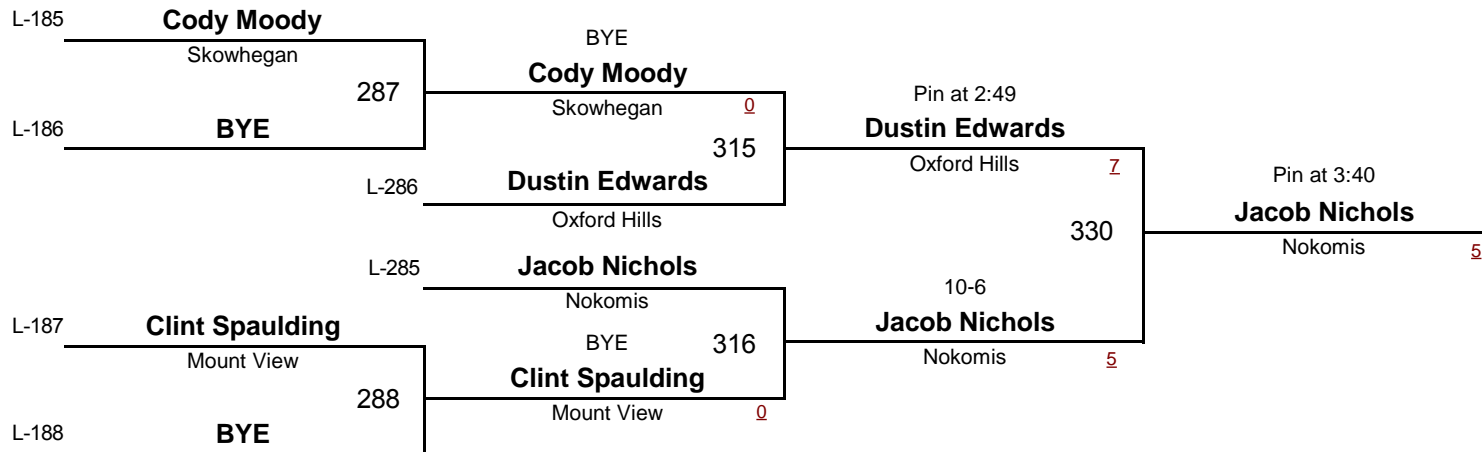 L-185
Cody Moody
Skowhegan
287
L-186
BYE
BYE
Cody Moody
Skowhegan
0
315
L-286
Dustin Edwards
Oxford Hills
Pin at 2:49
Dustin Edwards
Oxford Hills
7
330
Pin at 3:40
Jacob Nichols
Nokomis
5
L-285
Jacob Nichols
Nokomis
316
10-6
Jacob Nichols
Nokomis
5
L-187
Clint Spaulding
Mount View
288
BYE
Clint Spaulding
Mount View
0
L-188
BYE